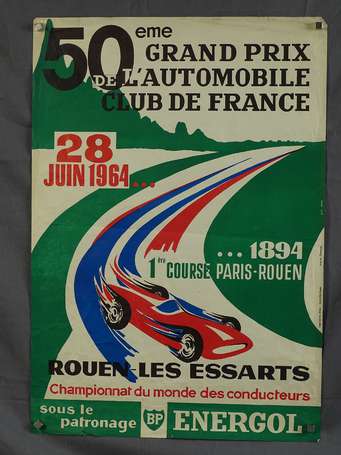 50eme
GRAND PRIX
DE L'AUTOMOBILE
CLUB DE FRANCE
28
JUIN 1964...
...1894
1ère COURSE PARIS-ROUEN
ROUEN-LES ESSARTS
Championnat du monde des conducteurs
sous le
patronage
BP
ENERGOL